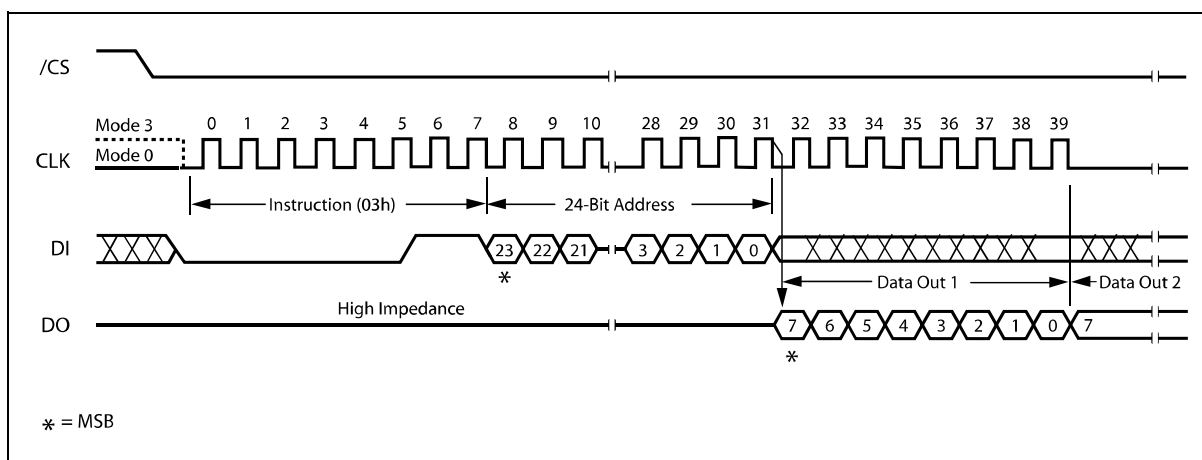 /CS
Mode 3
0 1 2 3 4 5 6 7 8 9 10 28 29 30 31 32 33 34 35 36 37 38 39
CLK
Mode 0
Instruction (03h) 24-Bit Address
DI
23 22 21 3 2 1 0
*
Data Out 1 Data Out 2
High Impedance
DO
7 6 5 4 3 2 1 0 7
*
* = MSB